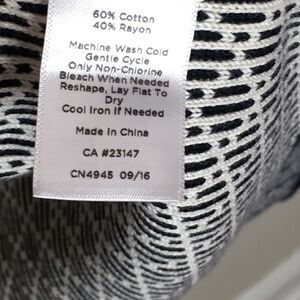 60% Cotton
40% Rayon
Machine Wash Cold
Gentle Cycle
Only Non-Chlorine
Bleach When Needed
Reshape, Lay Flat To
Dry
Cool Iron If Needed
Made In China
CA #23147
CN4945 09/16